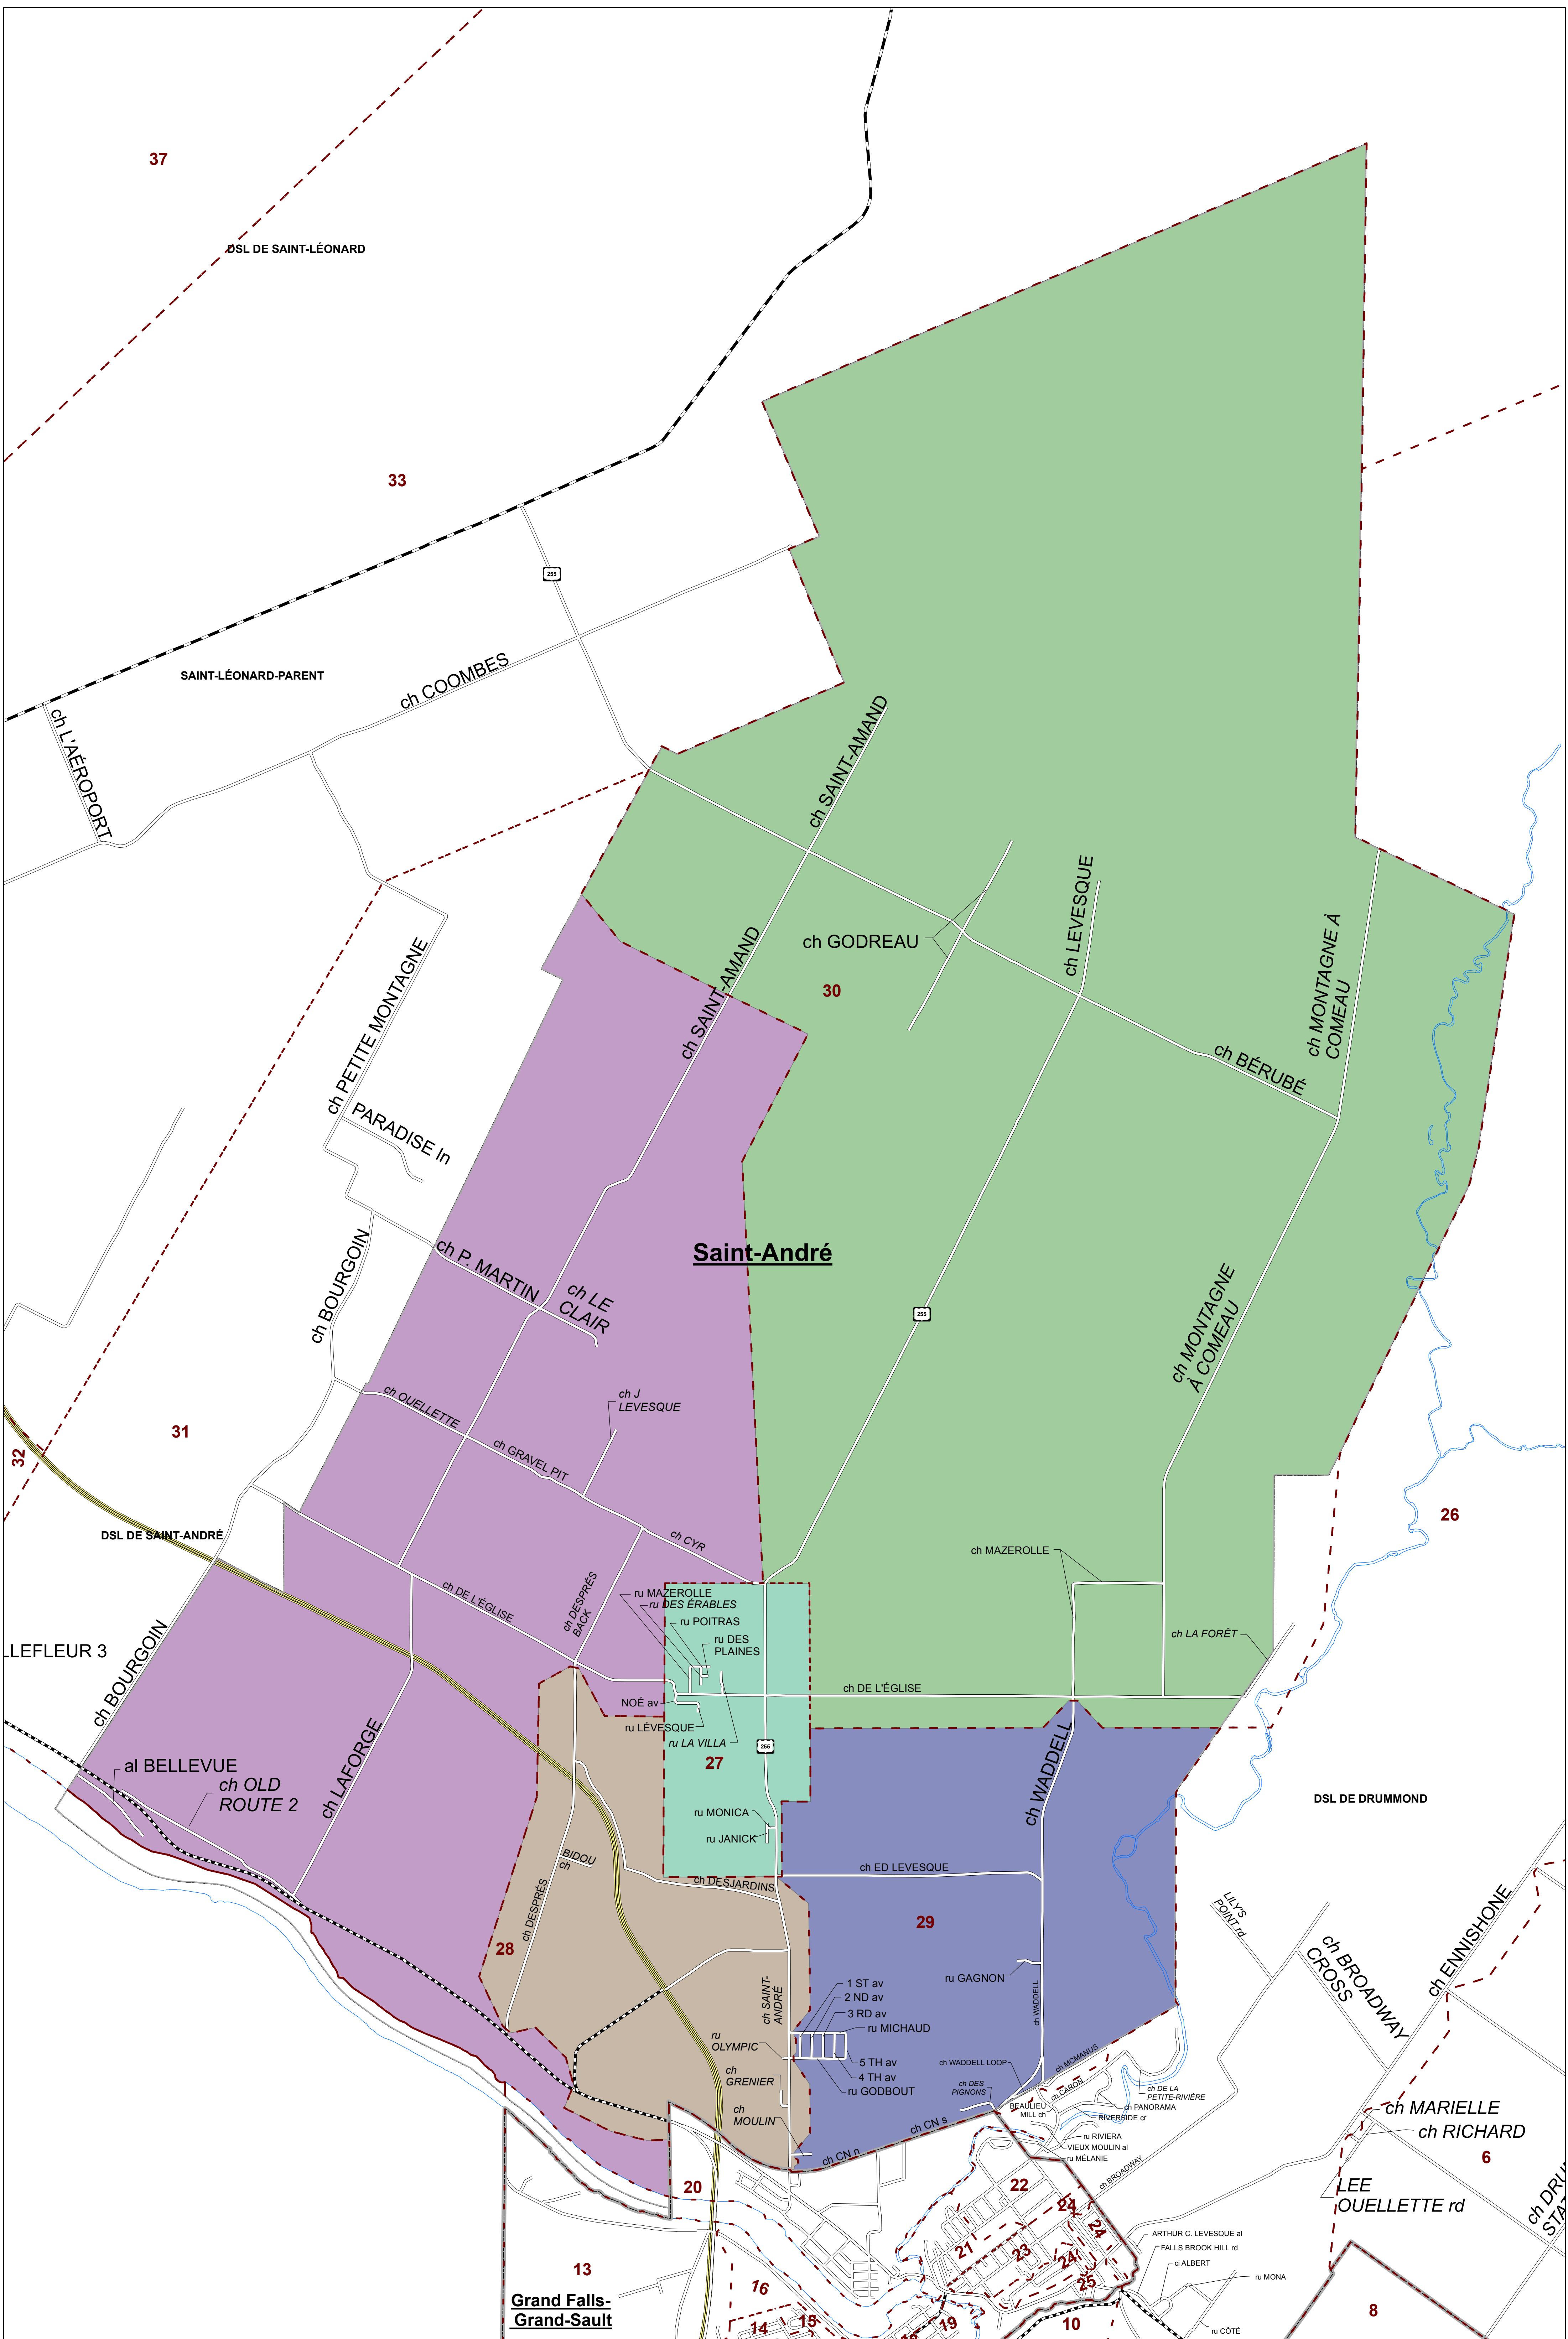 37
DSL DE SAINT-LÉONARD
33
255
SAINT-LÉONARD-PARENT
ch COOMBES
ch L'AÉROPORT
ch SAINT-AMAND
ch LEVESQUE
ch GODREAU
ch SAINT-AMAND
30
ch MONTAGNE À
COMEAU
ch BÉRUBÉ
ch PETITE MONTAGNE
PARADISE ln
Saint-André
ch P. MARTIN
ch LE
CLAIR
ch BOURGOIN
255
ch MONTAGNE
À COMEAU
ch OUELLETTE
ch J
LEVESQUE
31
32
ch GRAVEL PIT
26
DSL DE SAINT-ANDRÉ
ch CYR
ch MAZEROLLE
ch DE L'ÉGLISE
ch DESPRÉS
BACK
ru MAZEROLLE
ru DES ÉRABLES
ru POITRAS
ru DES
PLAINES
ch LA FORÊT
LLEFLEUR 3
ch BOURGOIN
ch DE L'ÉGLISE
NOÉ av
ru LÉVESQUE
ru LA VILLA
255
27
ch WADDELL
al BELLEVUE
ch OLD
ROUTE 2
ch LAFORGE
DSL DE DRUMMOND
ru MONICA
ru JANICK
BIDOU
ch
ch ED LEVESQUE
ch DESJARDINS
ch DESPRÉS
28
29
LILY'S
POINT rd
ch BROADWAY
CROSS
ch ENNISHONE
ru GAGNON
ch SAINT-
ANDRÉ
1 ST av
2 ND av
3 RD av
ru MICHAUD
5 TH av
4 TH av
ru GODBOUT
ch WADDELL
ru
OLYMPIC
ch
GRENIER
ch
MOULIN
ch WADDELL LOOP
ch MCMANUS
ch DES
PIGNONS
ch CARON
ch DE LA
PETITE-RIVIÈRE
ch PANORAMA
BEAULIEU
MILL ch
RIVERSIDE cr
ch CN s
ch CN n
ru RIVIERA
VIEUX MOULIN al
ru MÉLANIE
ch BROADWAY
ch MARIELLE
ch RICHARD
6
LEE
OUELLETTE rd
ch DRU
STAT
20
22
24
24
21
23
24
25
ARTHUR C. LEVESQUE al
FALLS BROOK HILL rd
ci ALBERT
ru MONA
13
16
Grand Falls-
Grand-Sault
14
15
18
19
10
8
ru CÔTÉ